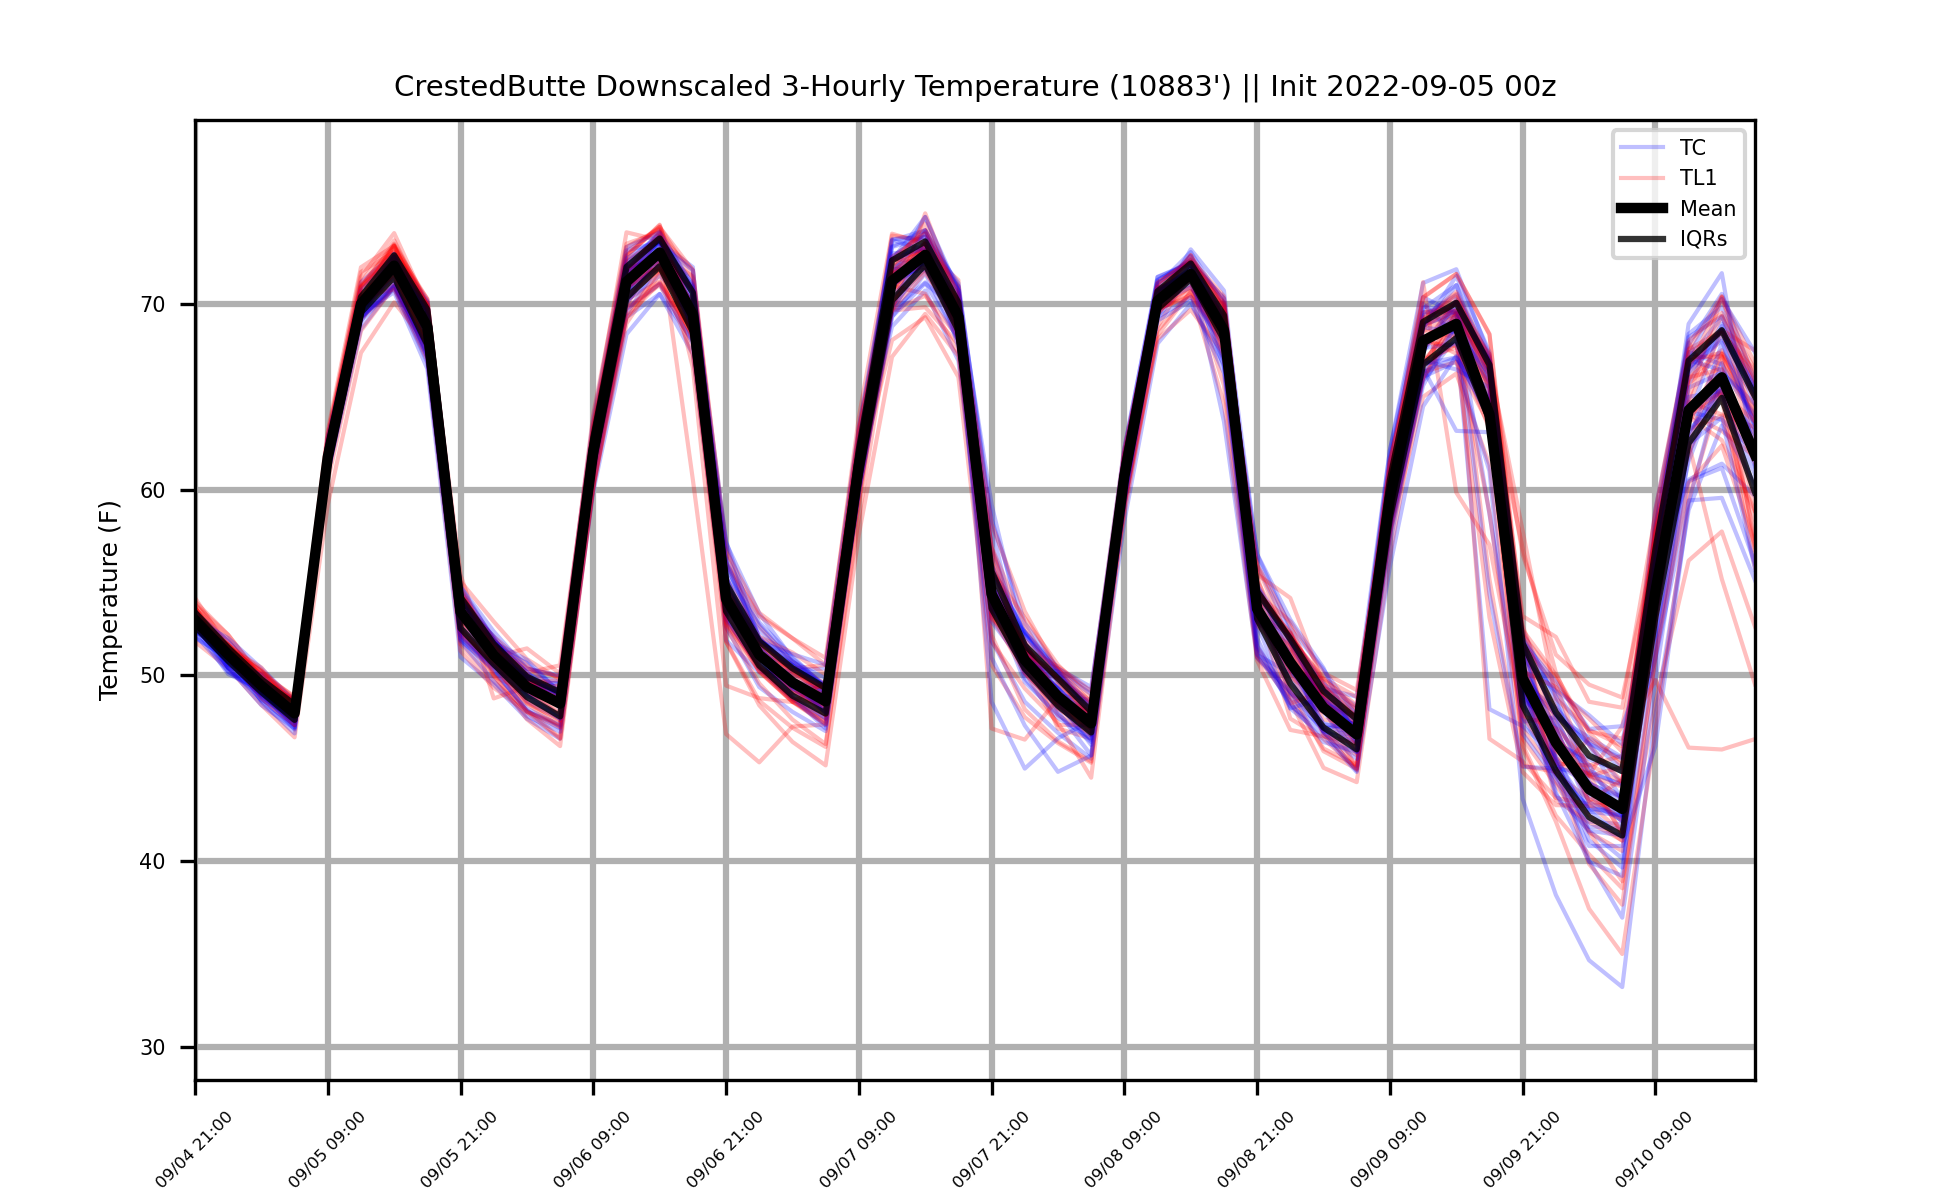 CrestedButte Downscaled 3-Hourly Temperature (10883') || Init 2022-09-05 00z
TC
TL1
Mean
IQRs
Temperature (F)
70
60
50
40
30
09/04 21:00
09/05 09:00
09/05 21:00
09/06 09:00
09/06 21:00
09/07 09:00
09/07 21:00
09/08 09:00
09/08 21:00
09/09 09:00
09/09 21:00
09/10 09:00